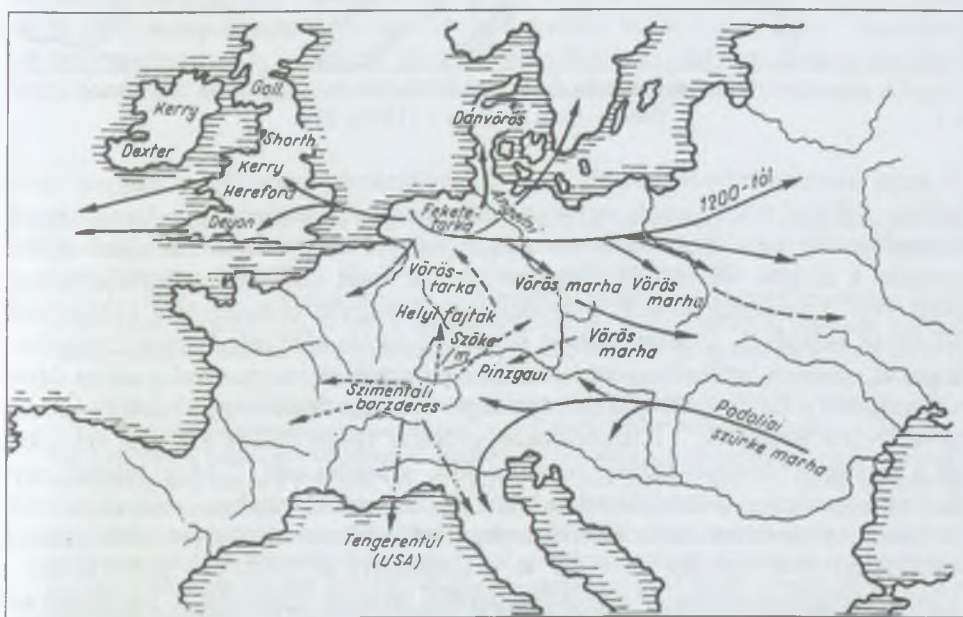 Gall.
Kerry
Dexter
Shorth
Kerry
Hereford
Devon
Dánvörös
Fekete-
tarka
1200-tól
Vörös-
tarka
Helyi fajták
Szőke
m.
Vörös marha
Vörös
marha
Vörös
marha
Pinzgaui
Szimentáli
borzderes
Podoliai
szürke marha
Tengerentúl
(USA)